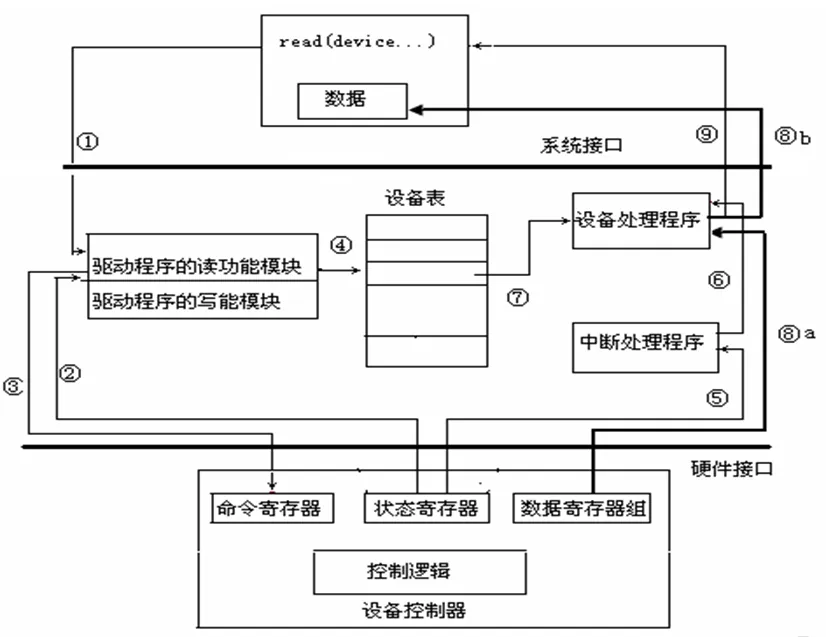 read(device...)
数据
①
⑨
⑧b
系统接口
设备表
设备处理程序
④
驱动程序的读功能模块
驱动程序的写能模块
⑦
⑥
⑧a
中断处理程序
③
②
⑤
硬件接口
命令寄存器
状态寄存器
数据寄存器组
控制逻辑
设备控制器